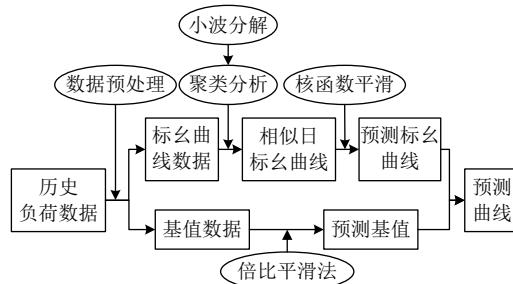 小波分解
数据预处理
聚类分析
核函数平滑
标幺曲
线数据
相似日
标幺曲线
预测标幺
曲线
历史
负荷数据
预测
曲线
基值数据
预测基值
倍比平滑法